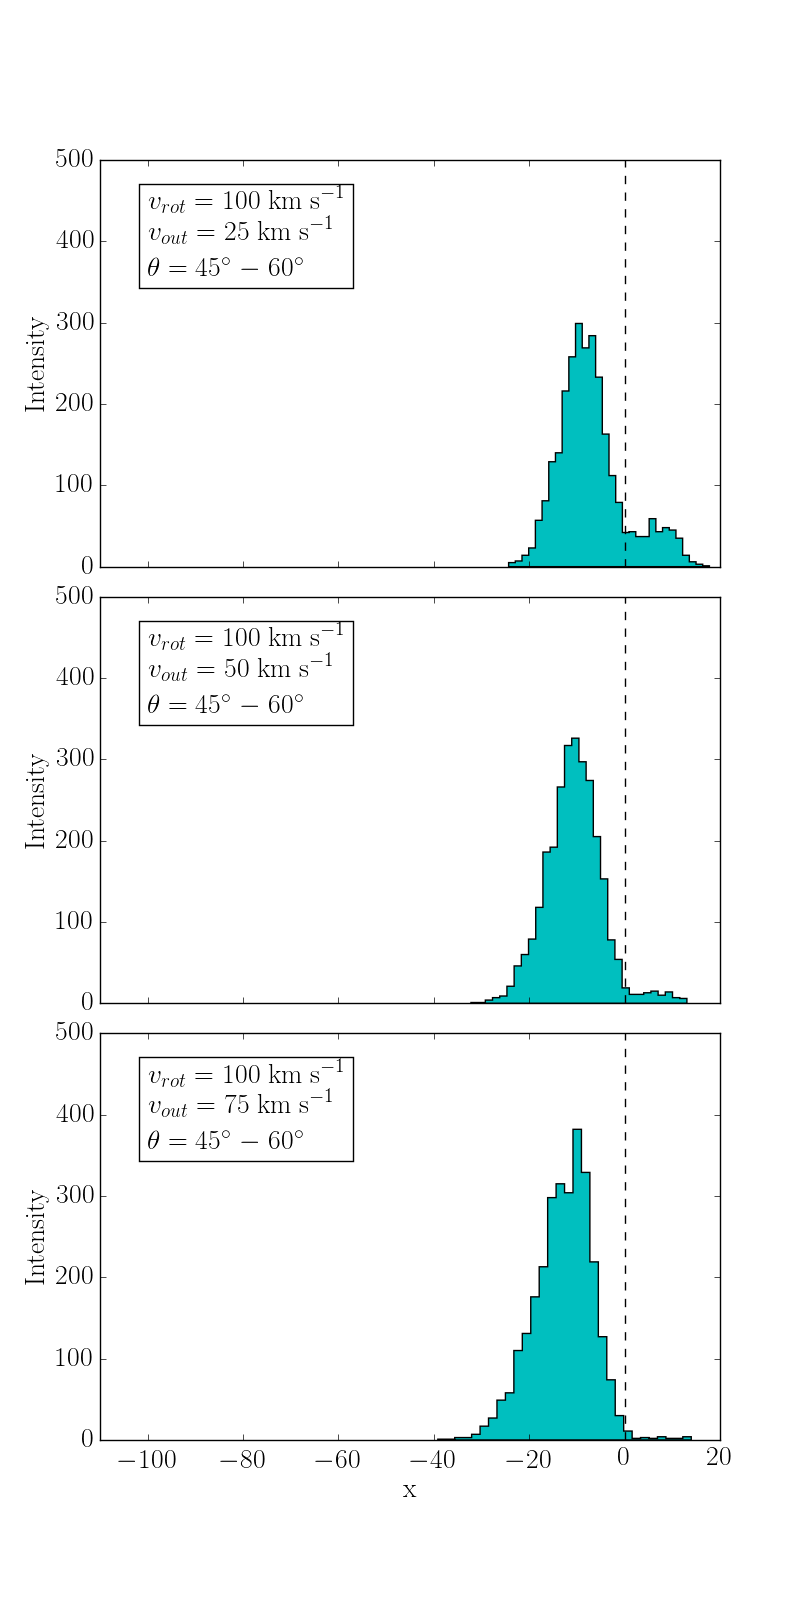 500
400
300
200
100
0
Intensity
v_rot = 100 km s⁻¹
v_out = 25 km s⁻¹
θ = 45° − 60°
500
400
300
200
100
0
Intensity
v_rot = 100 km s⁻¹
v_out = 50 km s⁻¹
θ = 45° − 60°
500
400
300
200
100
0
Intensity
v_rot = 100 km s⁻¹
v_out = 75 km s⁻¹
θ = 45° − 60°
−100 −80 −60 −40 −20 0 20
x